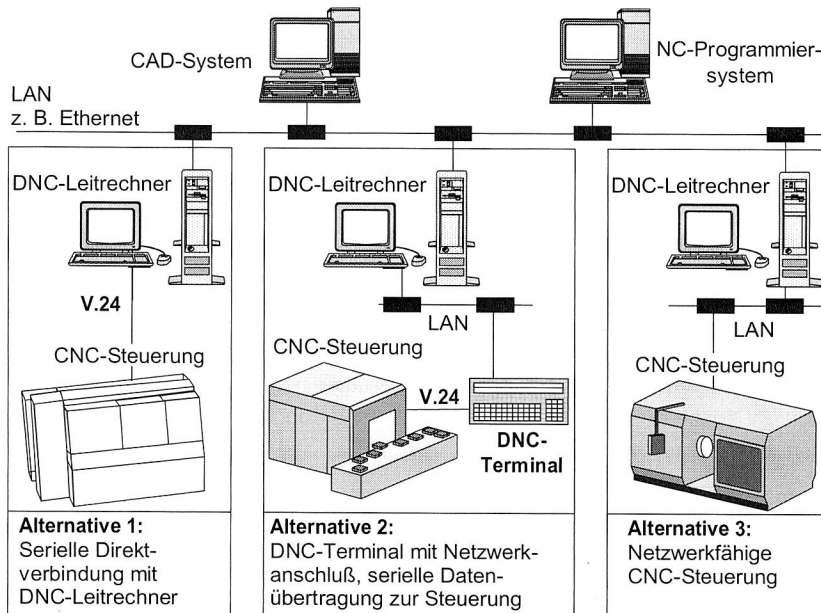 CAD-System
NC-Programmier-
system
LAN
z. B. Ethernet
DNC-Leitrechner
V.24
CNC-Steuerung
Alternative 1:
Serielle Direkt-
verbindung mit
DNC-Leitrechner
DNC-Leitrechner
LAN
CNC-Steuerung
V.24
DNC-
Terminal
Alternative 2:
DNC-Terminal mit Netzwerk-
anschluß, serielle Daten-
übertragung zur Steuerung
DNC-Leitrechner
LAN
CNC-Steuerung
Alternative 3:
Netzwerkfähige
CNC-Steuerung